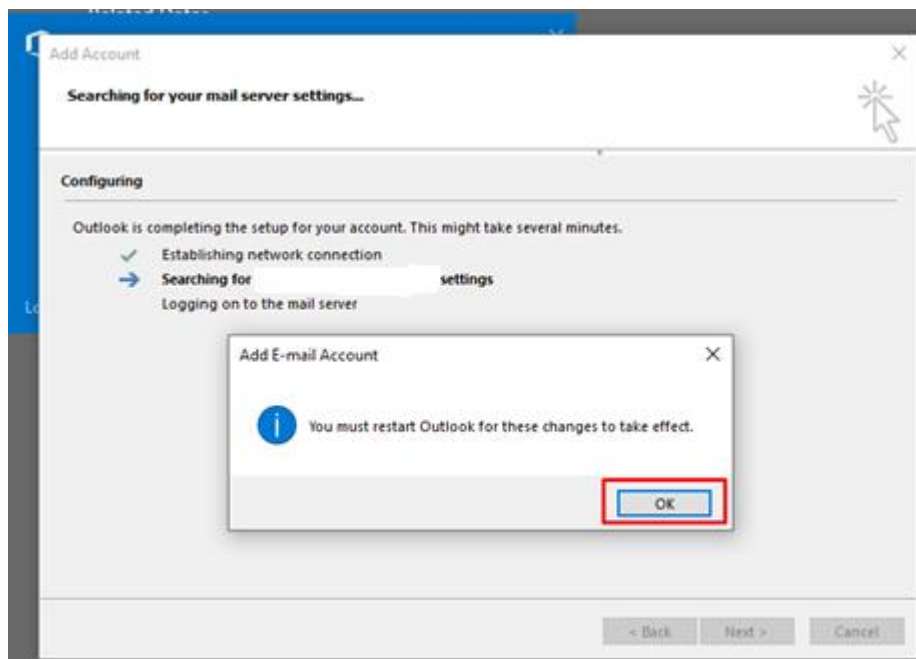 Add Account
Searching for your mail server settings...
Configuring
Outlook is completing the setup for your account. This might take several minutes.
Establishing network connection
Searching for settings
Logging on to the mail server
Add E-mail Account
You must restart Outlook for these changes to take effect.
OK
< Back Next > Cancel